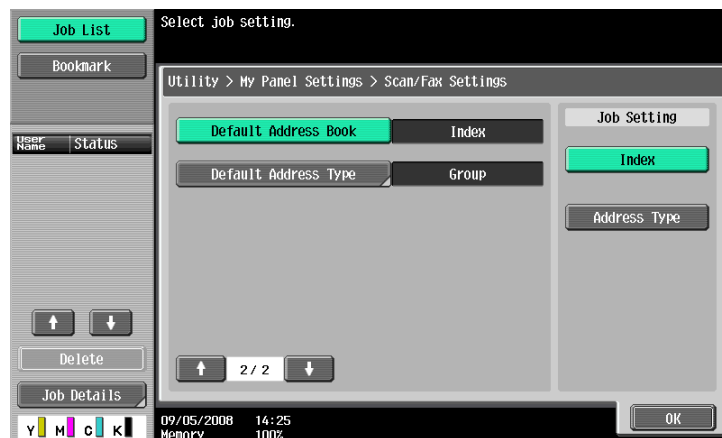 Job List
Bookmark
User Name
Status
Delete
Job Details
Y M C K
Select job setting.
Utility > My Panel Settings > Scan/Fax Settings
Default Address Book
Index
Default Address Type
Group
2/ 2
Job Setting
Index
Address Type
09/05/2008 14:25
Memory 100%
OK